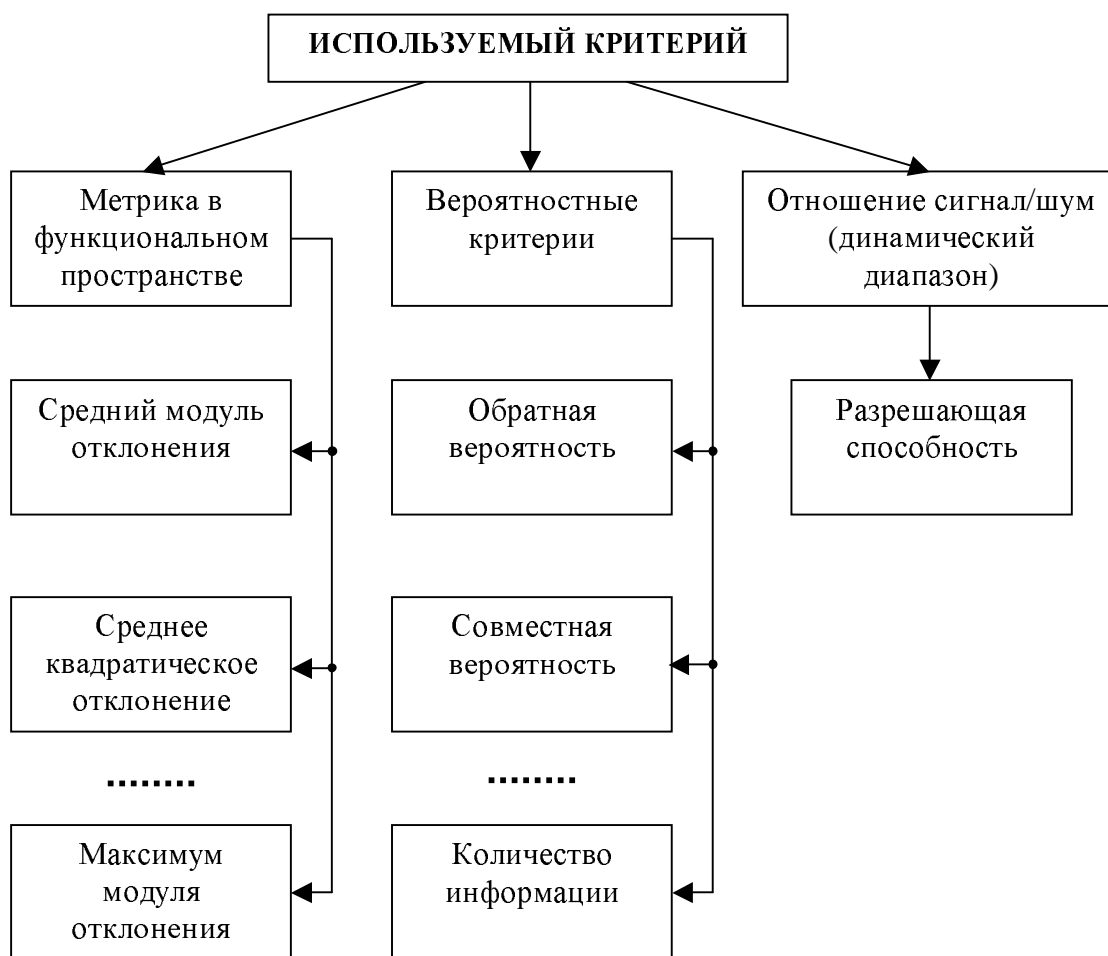 ИСПОЛЬЗУЕМЫЙ КРИТЕРИЙ
Метрика в
функциональном
пространстве
Вероятностные
критерии
Отношение сигнал/шум
(динамический
диапазон)
Средний модуль
отклонения
Обратная
вероятность
Разрешающая
способность
Среднее
квадратическое
отклонение
Совместная
вероятность
........
........
Максимум
модуля
отклонения
Количество
информации